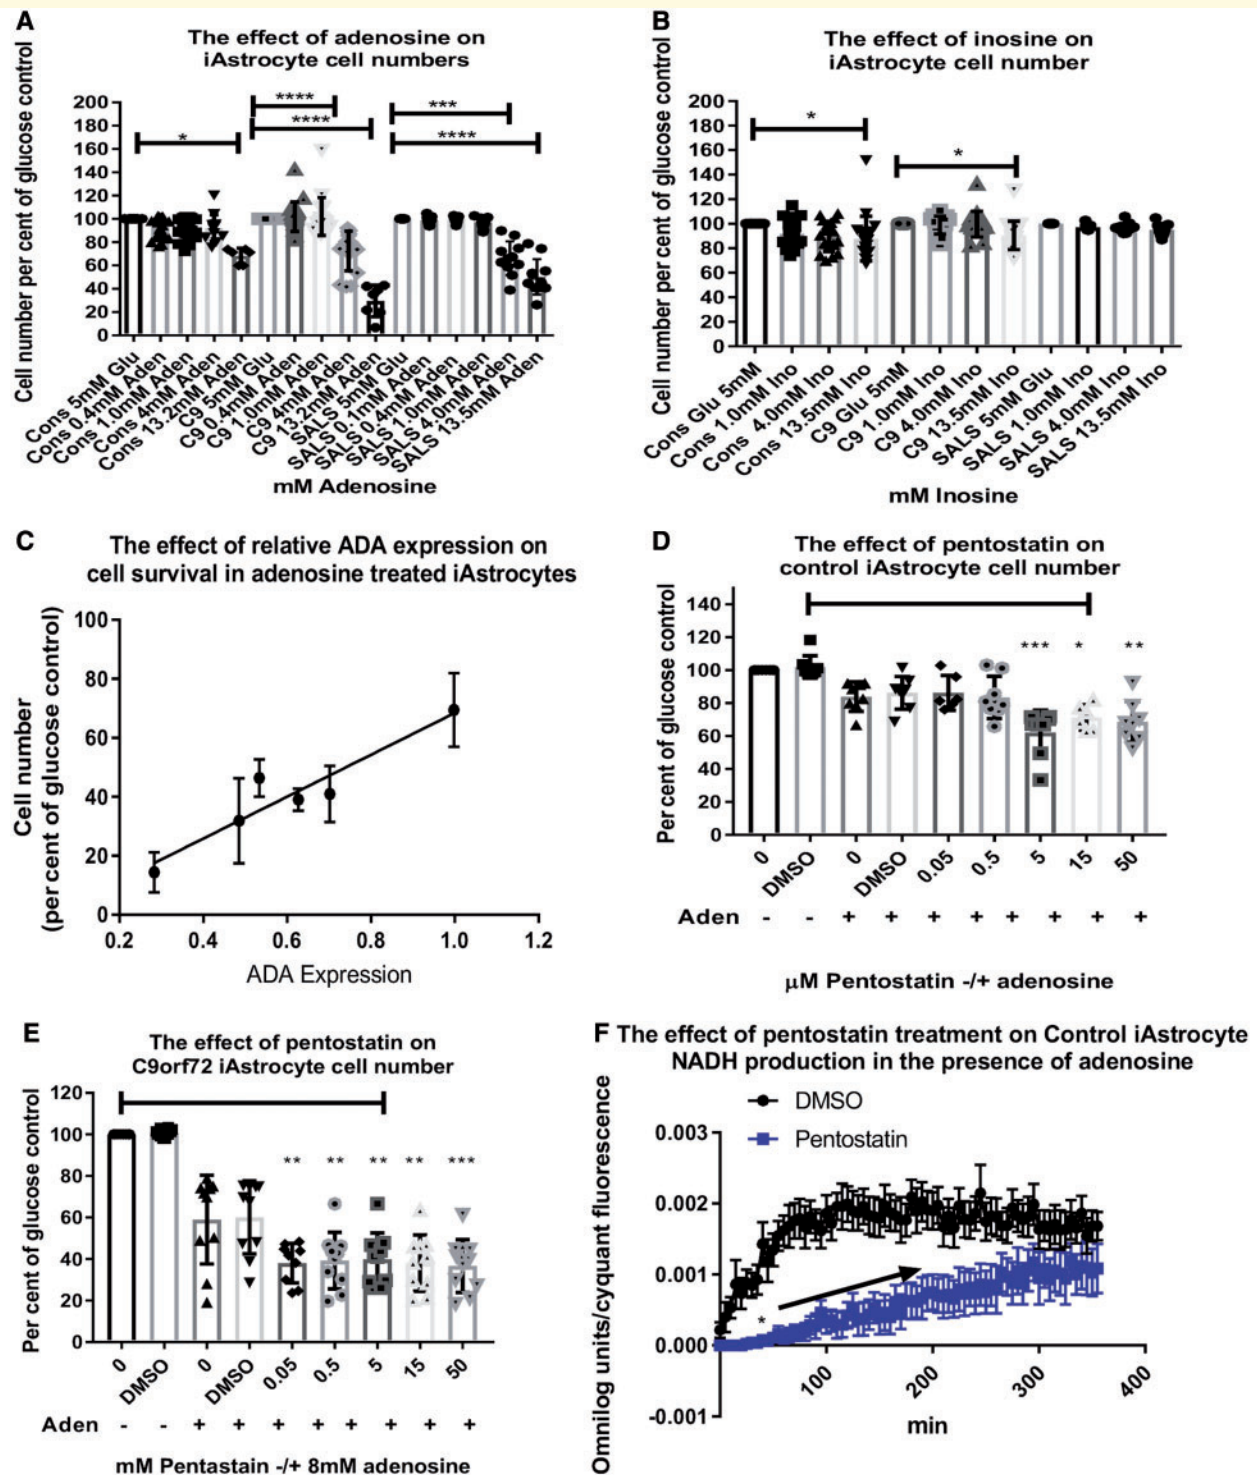 A
The effect of adenosine on
iAstrocyte cell numbers
Cell number per cent of glucose control
200
180
160
140
120
100
80
60
40
20
0
* **** **** *** ****
Cons 5mM Glu
Cons 0.4mM Aden
Cons 1.0mM Aden
Cons 4mM Aden
Cons 13.2mM Aden
C9 5mM Glu
C9 0.4mM Aden
C9 1.0mM Aden
C9 4mM Aden
C9 13.2mM Aden
SALS 5mM Glu
SALS 0.1mM Aden
SALS 0.4mM Aden
SALS 1.0mM Aden
SALS 4.0mM Aden
SALS 13.5mM Aden
mM Adenosine
B
The effect of inosine on
iAstrocyte cell number
Cell number per cent of glucose control
200
180
160
140
120
100
80
60
40
20
0
* *
Cons Glu 5mM
Cons 1.0mM Ino
Cons 4.0mM Ino
Cons 13.5mM Ino
C9 Glu 5mM
C9 1.0mM Ino
C9 4.0mM Ino
C9 13.5mM Ino
SALS 5mM Glu
SALS 1.0mM Ino
SALS 4.0mM Ino
SALS 13.5mM Ino
mM Inosine
C
The effect of relative ADA expression on
cell survival in adenosine treated iAstrocytes
Cell number
(per cent of glucose control)
100
80
60
40
20
0
0.2 0.4 0.6 0.8 1.0 1.2
ADA Expression
D
The effect of pentostatin on
control iAstrocyte cell number
Per cent of glucose control
140
120
100
80
60
40
20
0
*** * **
0 DMSO 0 DMSO 0.05 0.5 5 15 50
Aden - - + + + + + + + +
μM Pentostatin -/+ adenosine
E
The effect of pentostatin on
C9orf72 iAstrocyte cell number
Per cent of glucose control
120
100
80
60
40
20
0
** ** ** ** ***
0 DMSO 0 DMSO 0.05 0.5 5 15 50
Aden - - + + + + + + + +
mM Pentastain -/+ 8mM adenosine
F The effect of pentostatin treatment on Control iAstrocyte
NADH production in the presence of adenosine
DMSO
Pentostatin
Omnilog units/cyquant fluorescence
0.003
0.002
0.001
0.000
-0.001
*
100 200 300 400
min